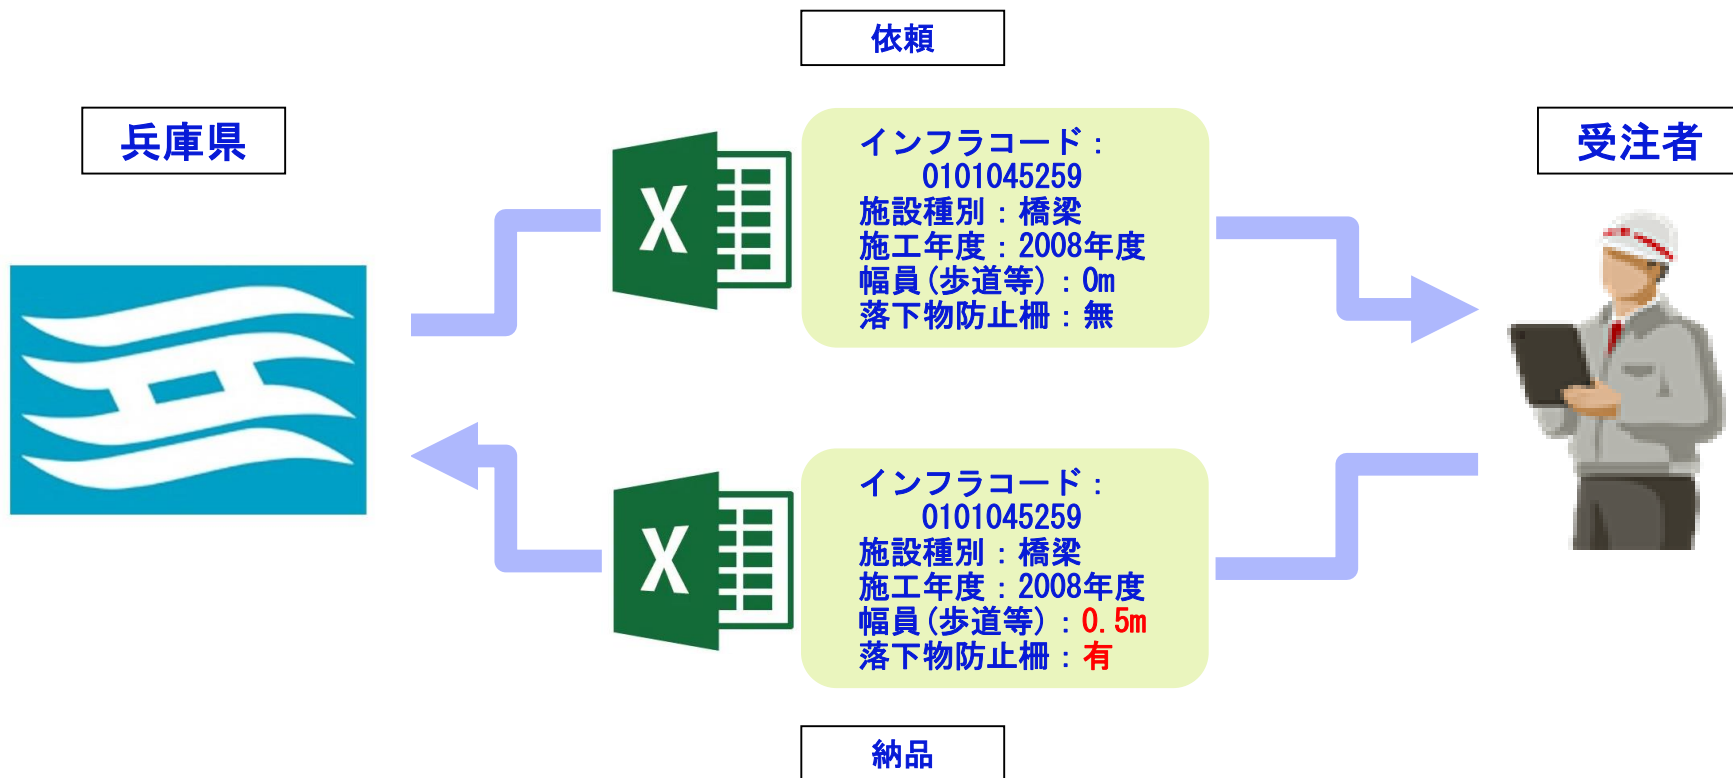 依頼
兵庫県
受注者
インフラコード：
0101045259
施設種別：橋梁
施工年度：2008年度
幅員(歩道等)：0m
落下物防止柵：無
インフラコード：
0101045259
施設種別：橋梁
施工年度：2008年度
幅員(歩道等)：0.5m
落下物防止柵：有
納品